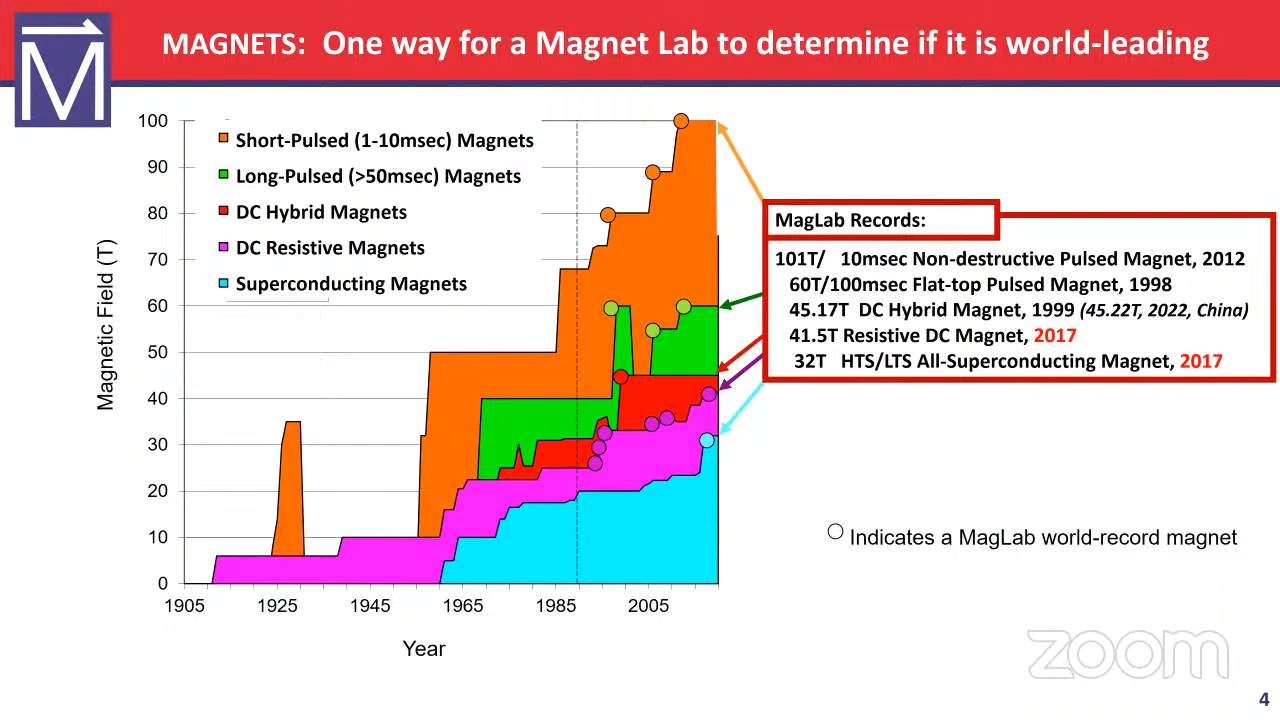 M
MAGNETS: One way for a Magnet Lab to determine if it is world-leading
100
90
80
70
60
50
40
30
20
10
0
Magnetic Field (T)
Short-Pulsed (1-10msec) Magnets
Long-Pulsed (>50msec) Magnets
DC Hybrid Magnets
DC Resistive Magnets
Superconducting Magnets
1905 1925 1945 1965 1985 2005
Year
MagLab Records:
101T/ 10msec Non-destructive Pulsed Magnet, 2012
60T/100msec Flat-top Pulsed Magnet, 1998
45.17T DC Hybrid Magnet, 1999 (45.22T, 2022, China)
41.5T Resistive DC Magnet, 2017
32T HTS/LTS All-Superconducting Magnet, 2017
Indicates a MagLab world-record magnet
zoom
4